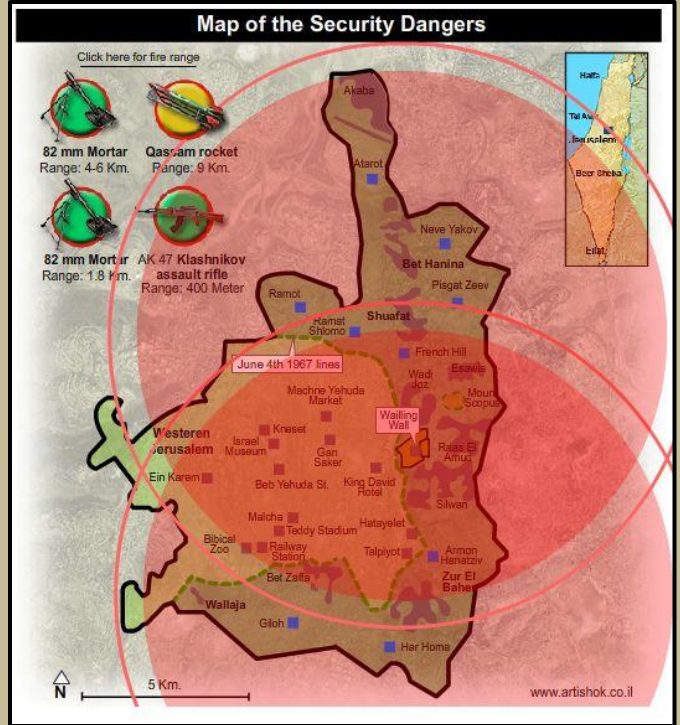 Map of the Security Dangers
Click here for fire range
82 mm Mortar
Range: 4-6 Km.
Qassam rocket
Range: 9 Km.
82 mm Mortar
Range: 1.8 Km.
AK 47 Klashnikov
assault rifle
Range: 400 Meter
Haifa
Tel Aviv
Jerusalem
Beer Sheba
Eilat
Akaba
Atarot
Neve Yakov
Bet Hanina
Pisgat Zeev
Ramot
Ramat
Shlomo
Shuafat
June 4th 1967 lines
French Hill
Wadi
Joz
Esawia
Moun
Scopus
Machne Yehuda
Market
Wailling
Wall
Westeren
Jerusalem
Kneset
Israel
Museum
Gan
Saker
Raas El
Amud
Ein Karem
Beb Yehuda St.
King David
Hotel
Silwan
Malcha
Teddy Stadium
Hatayelet
Bibical
Zoo
Railway
Station
Talpiyot
Armon
Hanatziv
Bet Zaffa
Zur El
Baher
Wallaja
Giloh
Har Homa
N
5 Km.
www.artishok.co.il